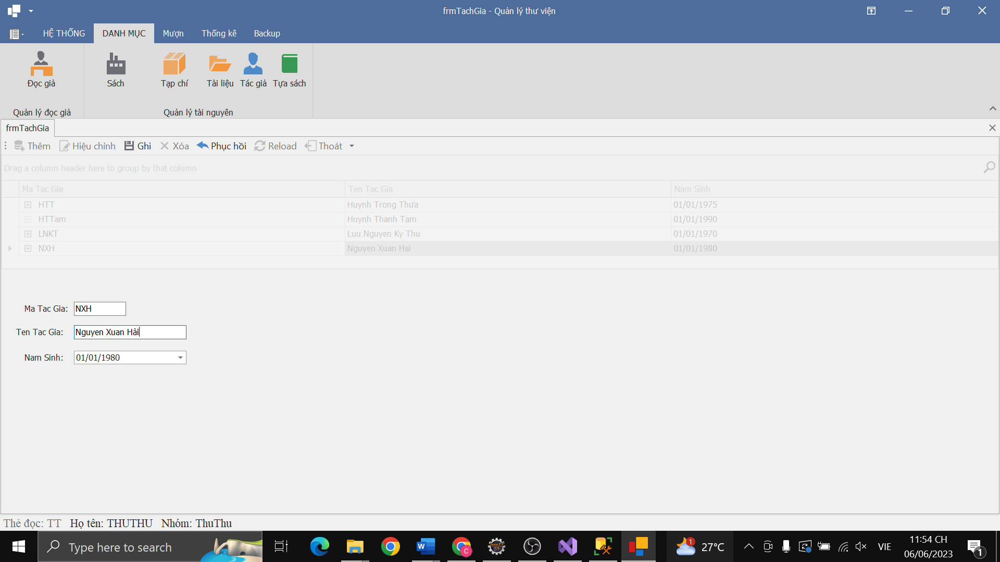 frmTachGia - Quản lý thư viện
HỆ THỐNG DANH MỤC Mượn Thống kê Backup
Đọc giả Sách Tạp chí Tài liệu Tác giả Tựa sách
Quản lý đọc giả Quản lý tài nguyên
frmTachGia
Thêm Hiệu chỉnh Ghi Xóa Phục hồi Reload Thoát
Drag a column header here to group by that column
Ma Tac Gia Ten Tac Gia Nam Sinh
HTT Huynh Trong Thưa 01/01/1975
HTTam Huynh Thanh Tam 01/01/1990
LNKT Luu Nguyen Ky Thu 01/01/1970
NXH Nguyen Xuan Hai 01/01/1980
Ma Tac Gia: NXH
Ten Tac Gia: Nguyen Xuan Hải
Nam Sinh: 01/01/1980
Thẻ đọc: TT Họ tên: THUTHU Nhóm: ThuThu
Type here to search
1 27°C VIE
11:54 CH
06/06/2023
1